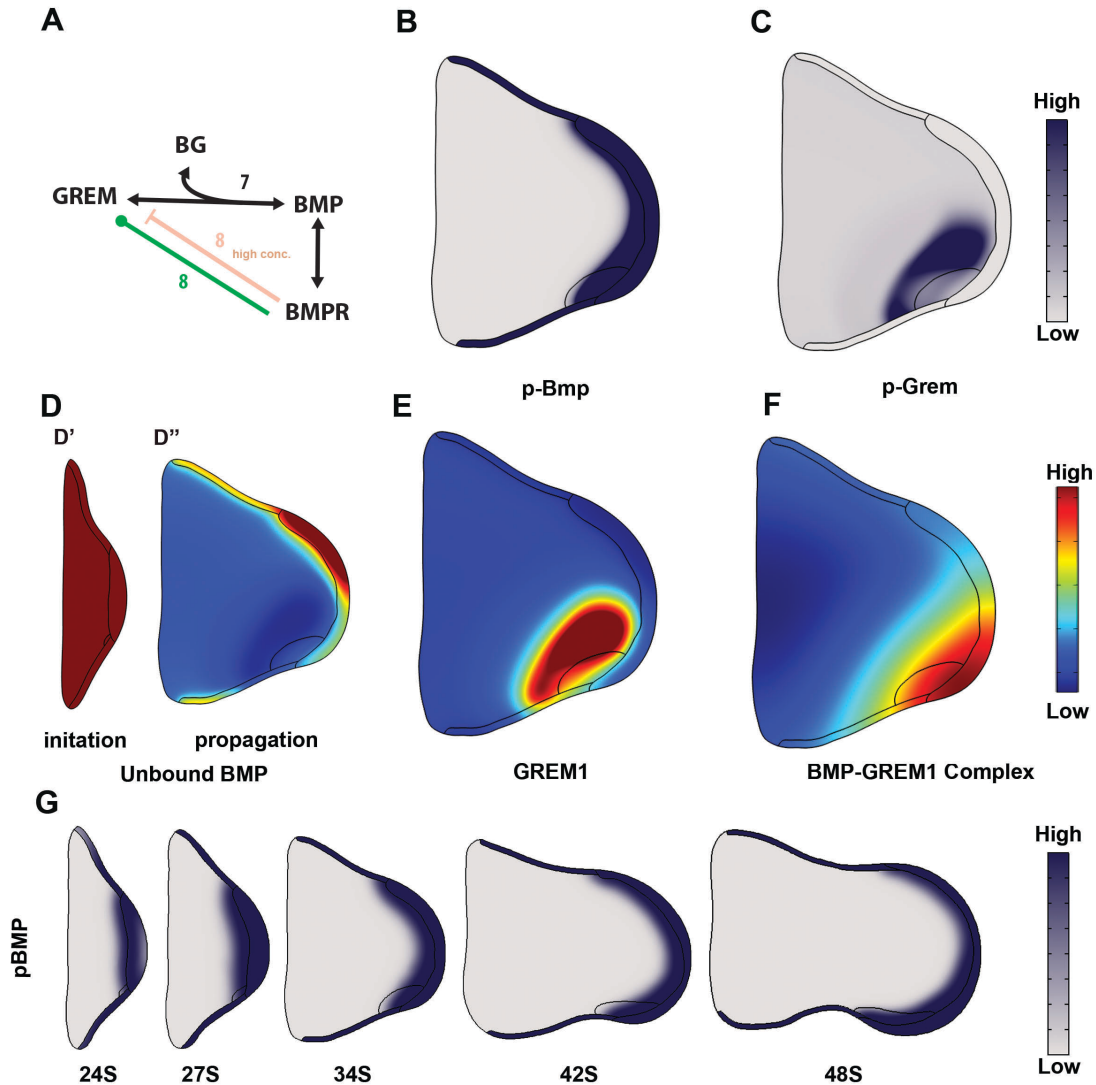 A
B
C
BG
7
GREM
BMP
8
high conc.
8
BMPR
High
Low
p-Bmp
p-Grem
D
E
F
D’
D”
High
Low
initation
propagation
Unbound BMP
GREM1
BMP-GREM1 Complex
G
High
pBMP
Low
24S
27S
34S
42S
48S